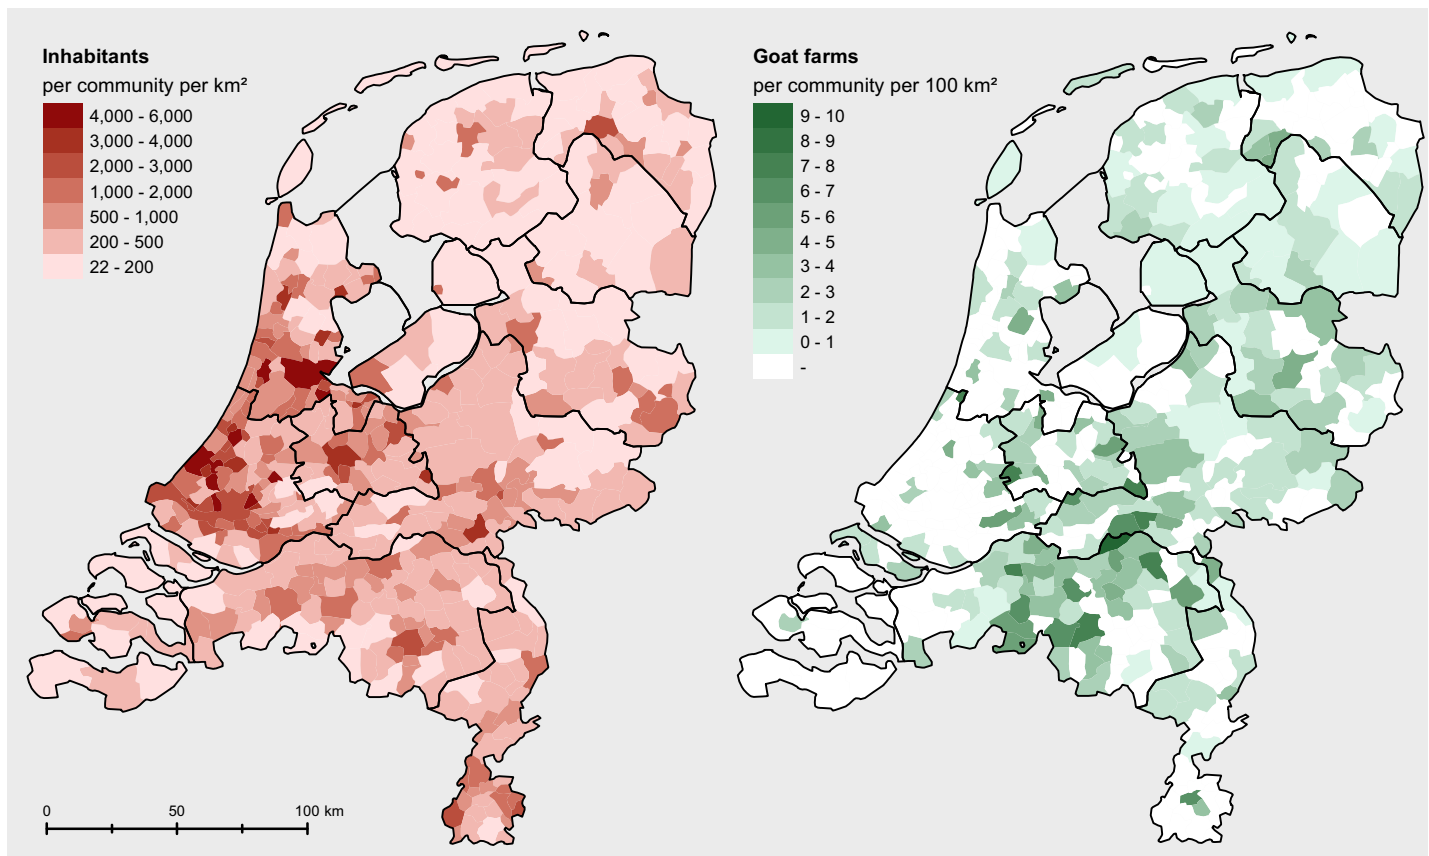 Inhabitants
per community per km²
4,000 - 6,000
3,000 - 4,000
2,000 - 3,000
1,000 - 2,000
500 - 1,000
200 - 500
22 - 200
0 50 100 km
Goat farms
per community per 100 km²
9 - 10
8 - 9
7 - 8
6 - 7
5 - 6
4 - 5
3 - 4
2 - 3
1 - 2
0 - 1
-